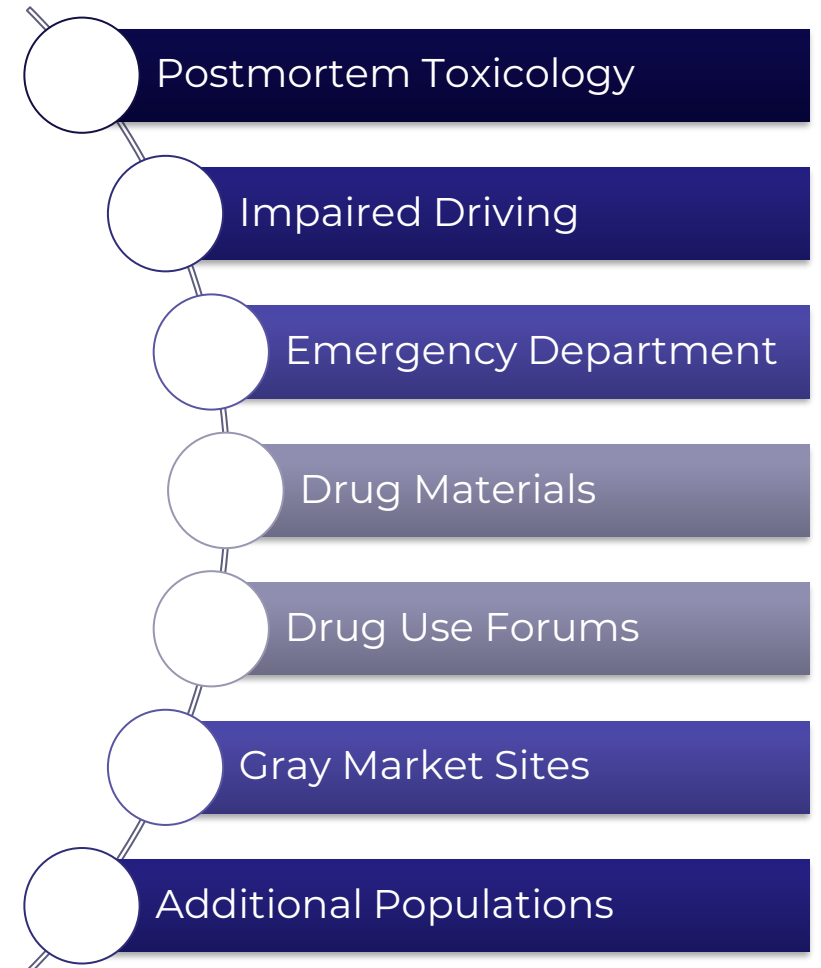 Postmortem Toxicology
Impaired Driving
Emergency Department
Drug Materials
Drug Use Forums
Gray Market Sites
Additional Populations